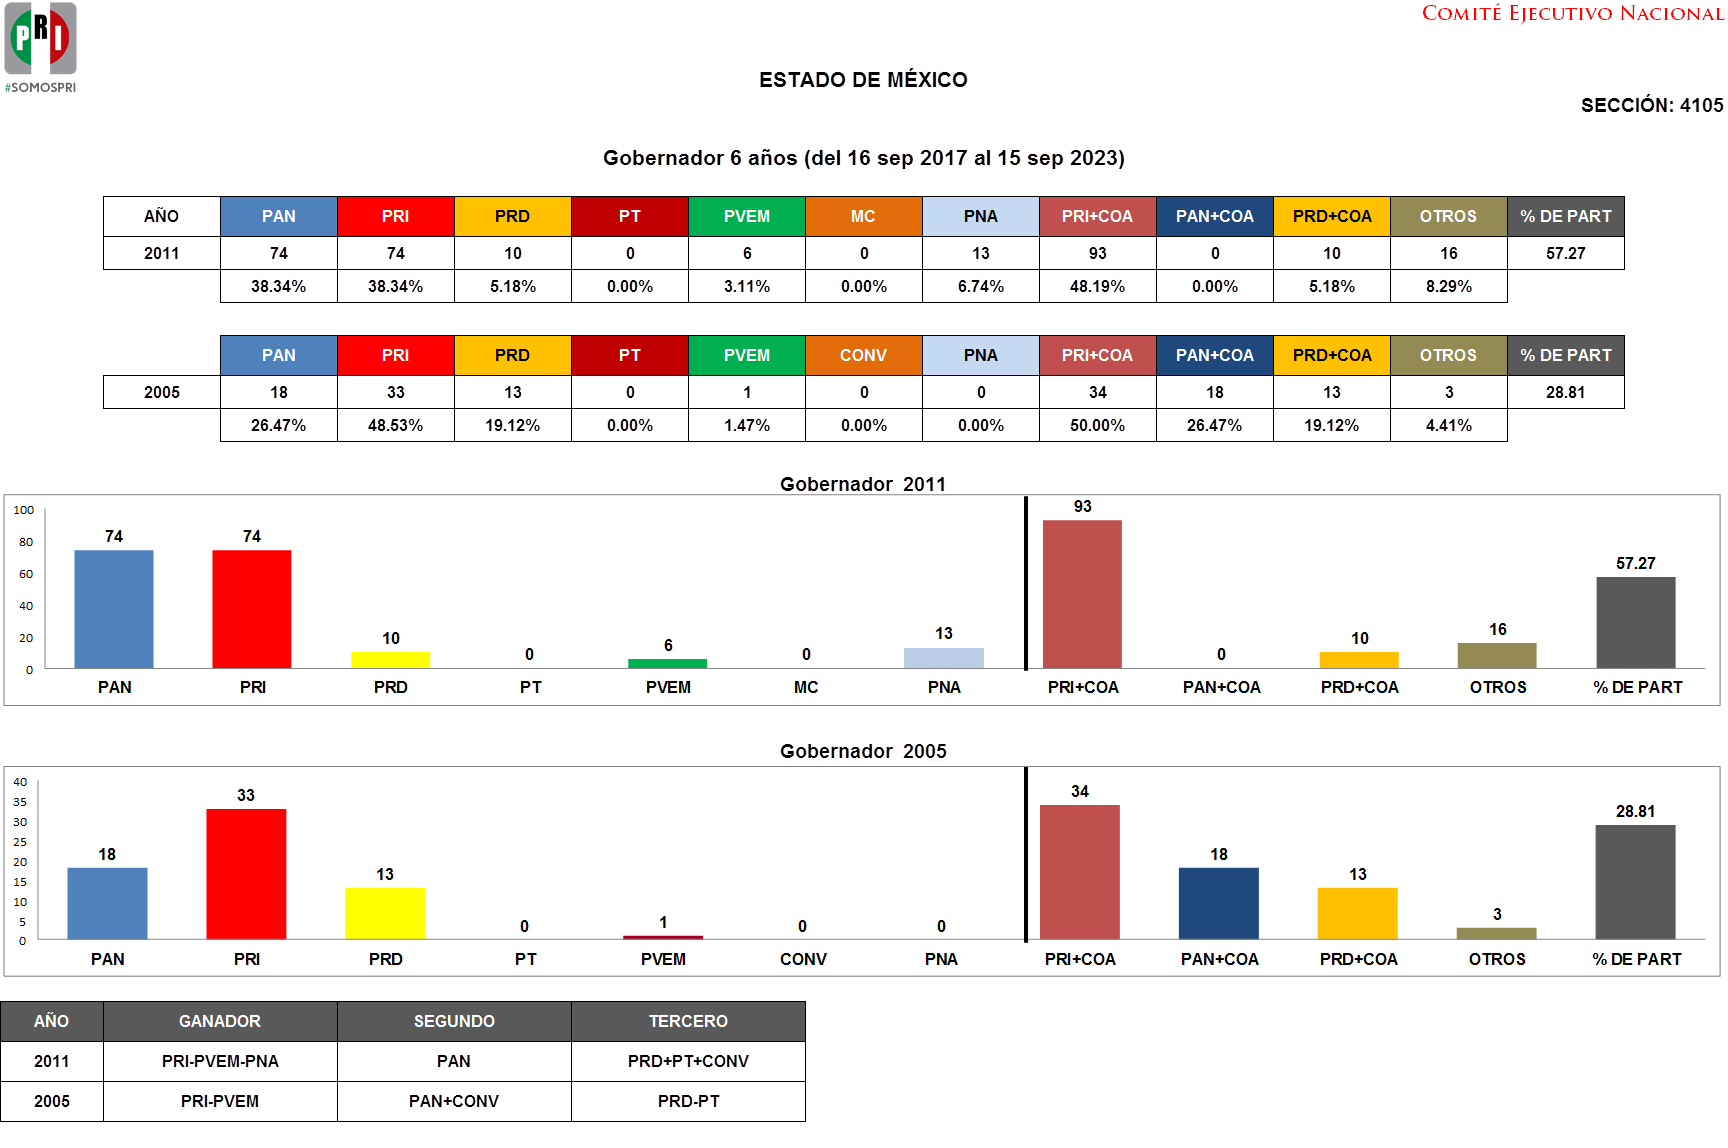 PRI
#SOMOSPRI
COMITÉ EJECUTIVO NACIONAL
ESTADO DE MÉXICO
SECCIÓN: 4105
Gobernador 6 años (del 16 sep 2017 al 15 sep 2023)
AÑO PAN PRI PRD PT PVEM MC PNA PRI+COA PAN+COA PRD+COA OTROS % DE PART
2011 74 74 10 0 6 0 13 93 0 10 16 57.27
38.34% 38.34% 5.18% 0.00% 3.11% 0.00% 6.74% 48.19% 0.00% 5.18% 8.29%
PAN PRI PRD PT PVEM CONV PNA PRI+COA PAN+COA PRD+COA OTROS % DE PART
2005 18 33 13 0 1 0 0 34 18 13 3 28.81
26.47% 48.53% 19.12% 0.00% 1.47% 0.00% 0.00% 50.00% 26.47% 19.12% 4.41%
Gobernador 2011
100
80
60
40
20
0
74 74 10 0 6 0 13 93 0 10 16 57.27
PAN PRI PRD PT PVEM MC PNA PRI+COA PAN+COA PRD+COA OTROS % DE PART
Gobernador 2005
40
35
30
25
20
15
10
5
0
18 33 13 0 1 0 0 34 18 13 3 28.81
PAN PRI PRD PT PVEM CONV PNA PRI+COA PAN+COA PRD+COA OTROS % DE PART
AÑO GANADOR SEGUNDO TERCERO
2011 PRI-PVEM-PNA PAN PRD+PT+CONV
2005 PRI-PVEM PAN+CONV PRD-PT